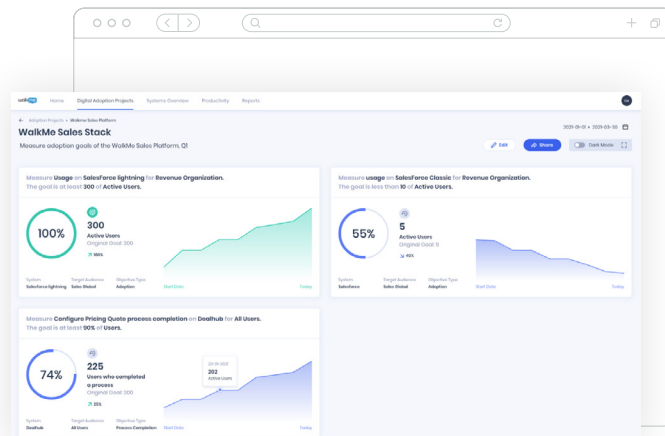 walkme Home Digital Adoption Projects Systems Overview Productivity Reports
Adoption Projects > Walkme Sales Platform
WalkMe Sales Stack
Measure adoption goals of the WalkMe Sales Platform. Q1
2021-01-01 > 2021-03-30
Edit Share Dark Mode
Measure Usage on SalesForce lightning for Revenue Organization.
The goal is at least 300 of Active Users.
100%
300
Active Users
Original Goal: 300
100%
System Target Audience Objective Type
Salesforce lightning Sales Global Adoption
Start Date Today
Measure usage on SalesForce Classic for Revenue Organization.
The goal is less than 10 of Active Users.
55%
5
Active Users
System Target Audience Objective Type
Salesforce Sales Global Adoption
Start Date Today
Measure Configure Pricing Quote process completion on Dealhub for All Users.
The goal is at least 90% of Users.
74%
225
Users who completed
a process
Original Goal: 300
202
Active Users
System Target Audience Objective Type
Dealhub All Users Process Completion
Start Date Today